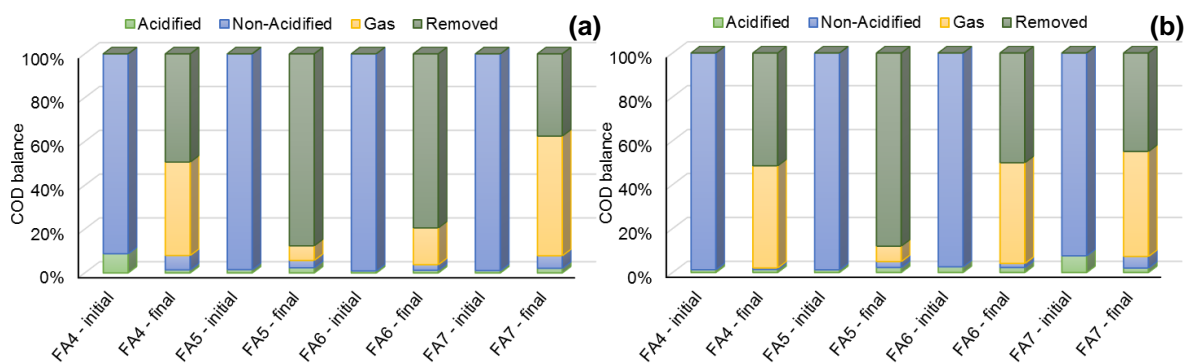 Acidified Non-Acidified Gas Removed (a)
100%
80%
60%
40%
20%
0%
COD balance
FA4 - initial
FA4 - final
FA5 - initial
FA5 - final
FA6 - initial
FA6 - final
FA7 - initial
FA7 - final
Acidified Non-Acidified Gas Removed (b)
100%
80%
60%
40%
20%
0%
COD balance
FA4 - initial
FA4 - final
FA5 - initial
FA5 - final
FA6 - initial
FA6 - final
FA7 - initial
FA7 - final